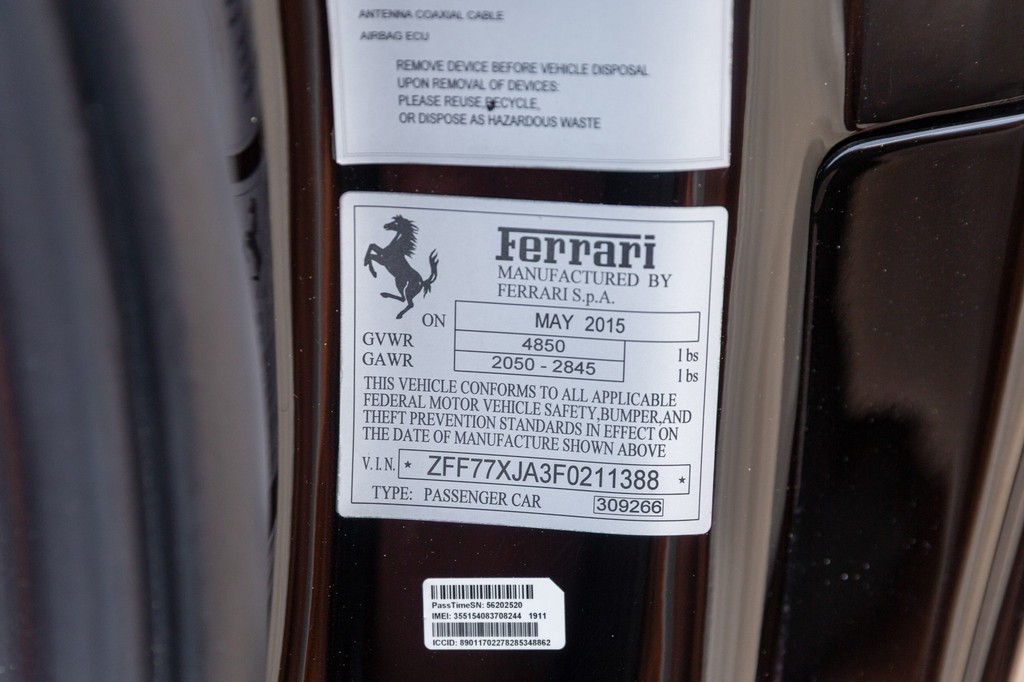 ANTENNA COAXIAL CABLE
AIRBAG ECU
REMOVE DEVICE BEFORE VEHICLE DISPOSAL
UPON REMOVAL OF DEVICES:
PLEASE REUSE,RECYCLE,
OR DISPOSE AS HAZARDOUS WASTE
Ferrari
MANUFACTURED BY
FERRARI S.p.A.
ON MAY 2015
GVWR 4850 lbs
GAWR 2050 - 2845 lbs
THIS VEHICLE CONFORMS TO ALL APPLICABLE
FEDERAL MOTOR VEHICLE SAFETY,BUMPER,AND
THEFT PREVENTION STANDARDS IN EFFECT ON
THE DATE OF MANUFACTURE SHOWN ABOVE
V.I.N. * ZFF77XJA3F0211388 *
TYPE: PASSENGER CAR 309266
PassTimeSN: 56202520
IMEI: 355154083708244 1911
ICCID: 89011702278285348862